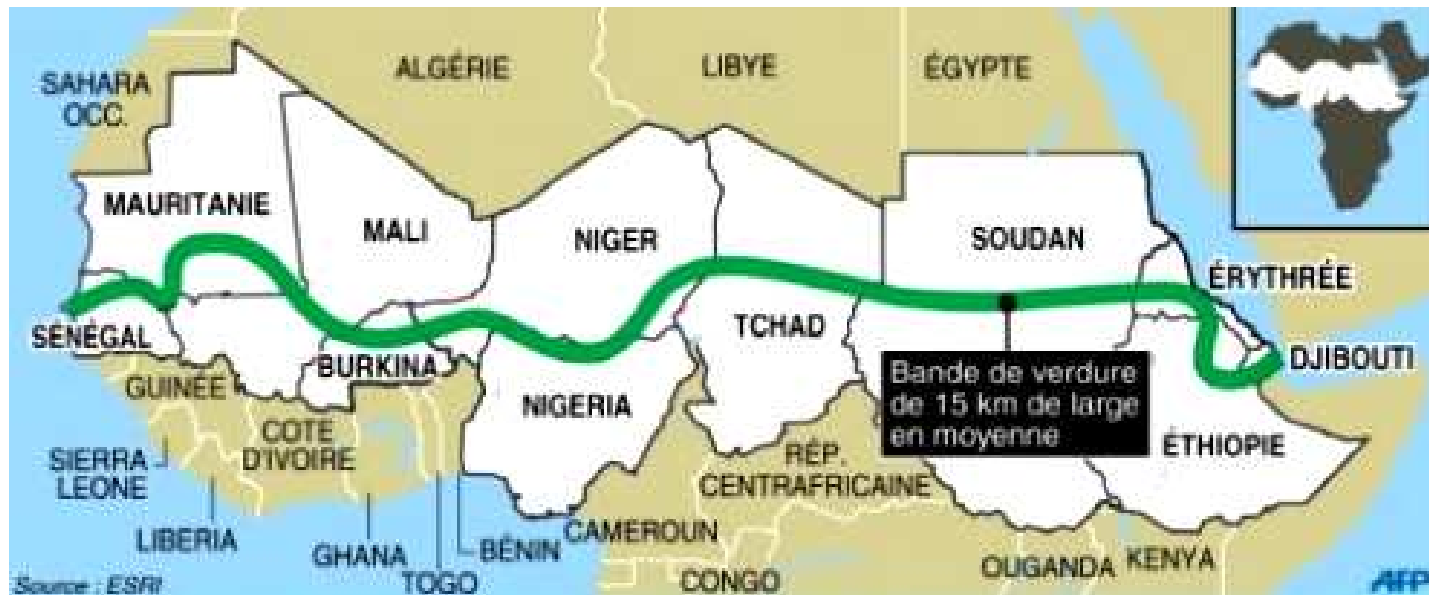 ALGÉRIE
LIBYE
ÉGYPTE
SAHARA
OCC.
MAURITANIE
MALI
NIGER
SOUDAN
ÉRYTHRÉE
TCHAD
SÉNÉGAL
BURKINA
DJIBOUTI
Bande de verdure
de 15 km de large
en moyenne
GUINÉE
NIGERIA
COTE
D'IVOIRE
ÉTHIOPIE
SIERRA
LEONE
RÉP.
CENTRAFRICAINE
LIBERIA
GHANA
BÉNIN
CAMEROUN
TOGO
CONGO
OUGANDA
KENYA
Source : ESRI
AFP